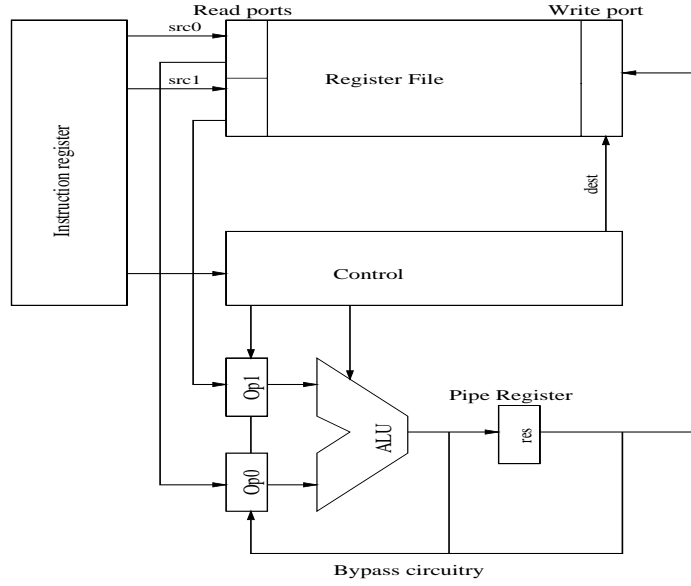 Read ports
Write port
src0
src1
Register File
Instruction register
dest
Control
Op1
Pipe Register
ALU
res
Op0
Bypass circuitry